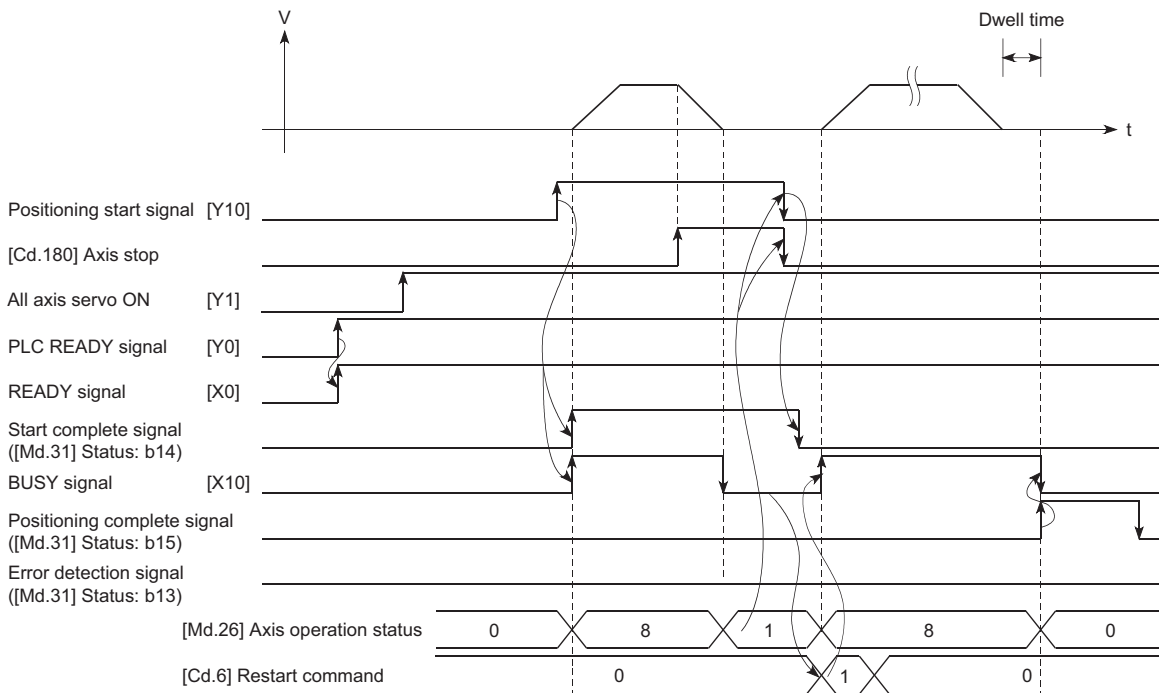 V
Dwell time
t
Positioning start signal [Y10]
[Cd.180] Axis stop
All axis servo ON [Y1]
PLC READY signal [Y0]
READY signal [X0]
Start complete signal
([Md.31] Status: b14)
BUSY signal [X10]
Positioning complete signal
([Md.31] Status: b15)
Error detection signal
([Md.31] Status: b13)
[Md.26] Axis operation status 0 8 1 8 0
[Cd.6] Restart command 0 1 0